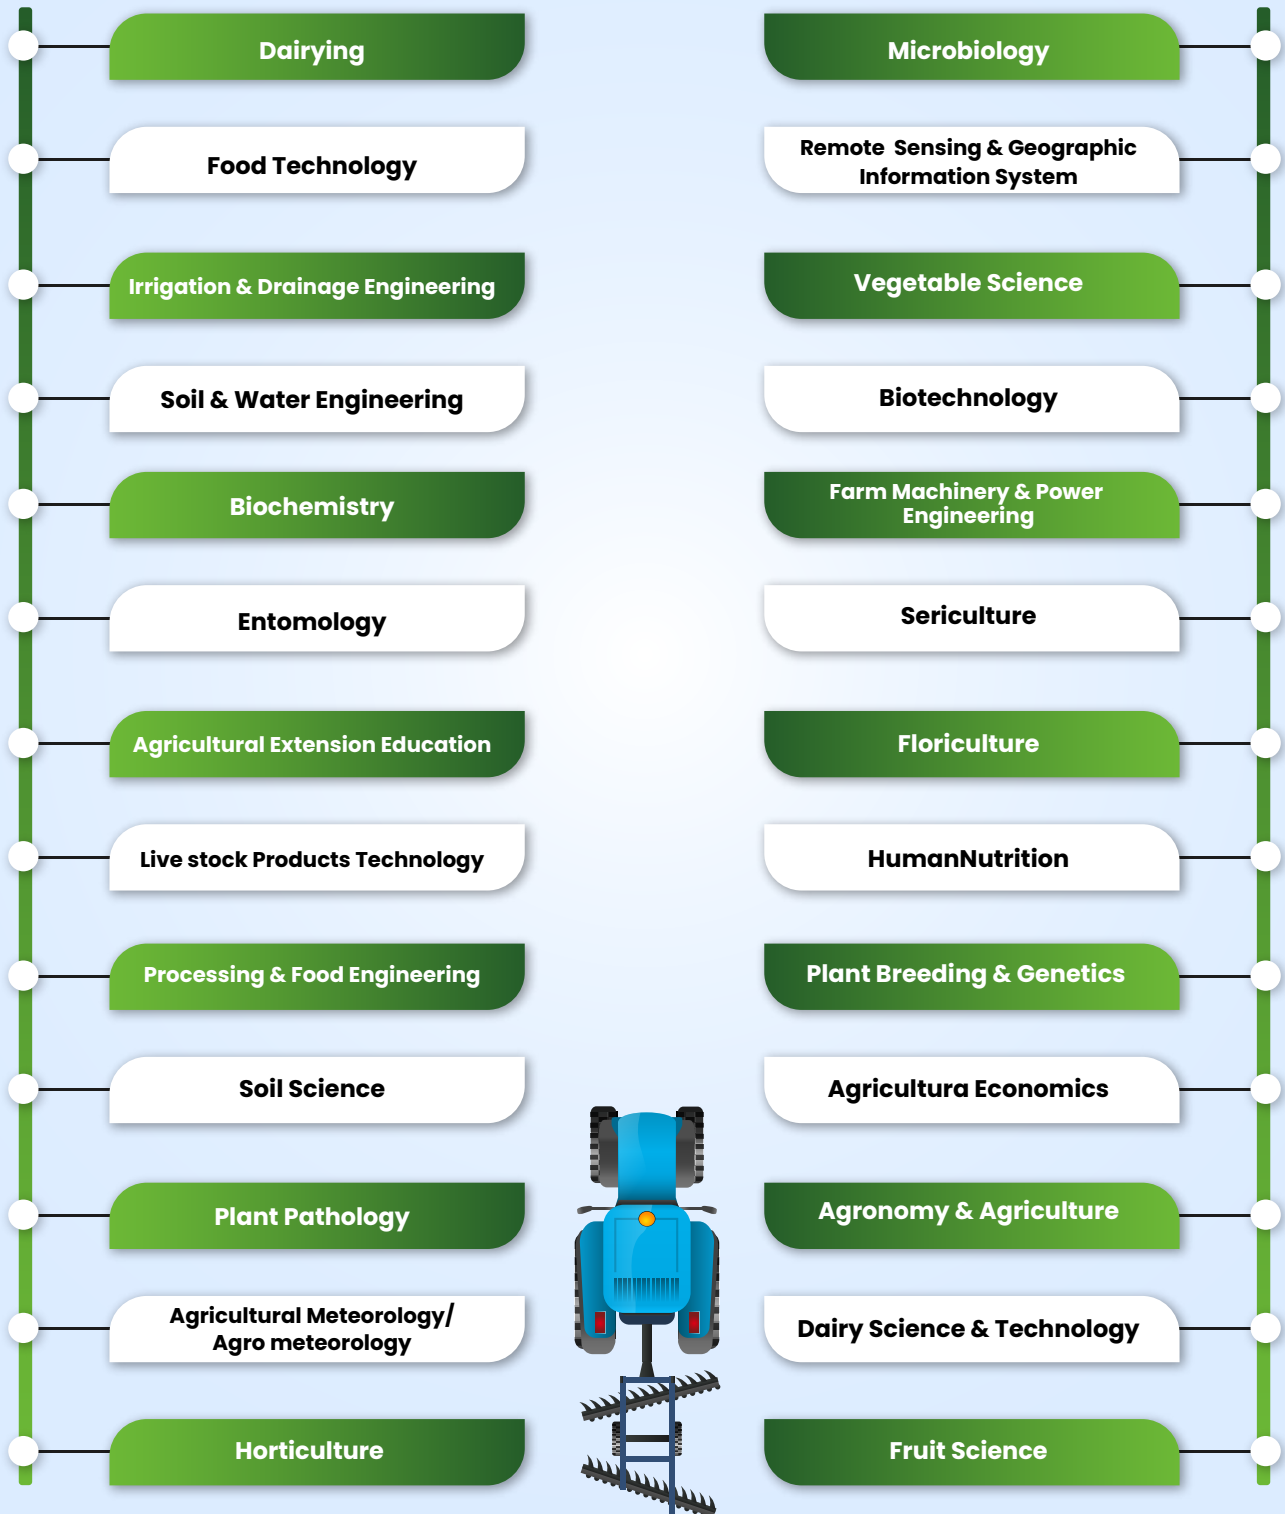 Dairying
Food Technology
Irrigation & Drainage Engineering
Soil & Water Engineering
Biochemistry
Entomology
Agricultural Extension Education
Live stock Products Technology
Processing & Food Engineering
Soil Science
Plant Pathology
Agricultural Meteorology/
Agro meteorology
Horticulture
Microbiology
Remote Sensing & Geographic
Information System
Vegetable Science
Biotechnology
Farm Machinery & Power
Engineering
Sericulture
Floriculture
HumanNutrition
Plant Breeding & Genetics
Agricultura Economics
Agronomy & Agriculture
Dairy Science & Technology
Fruit Science